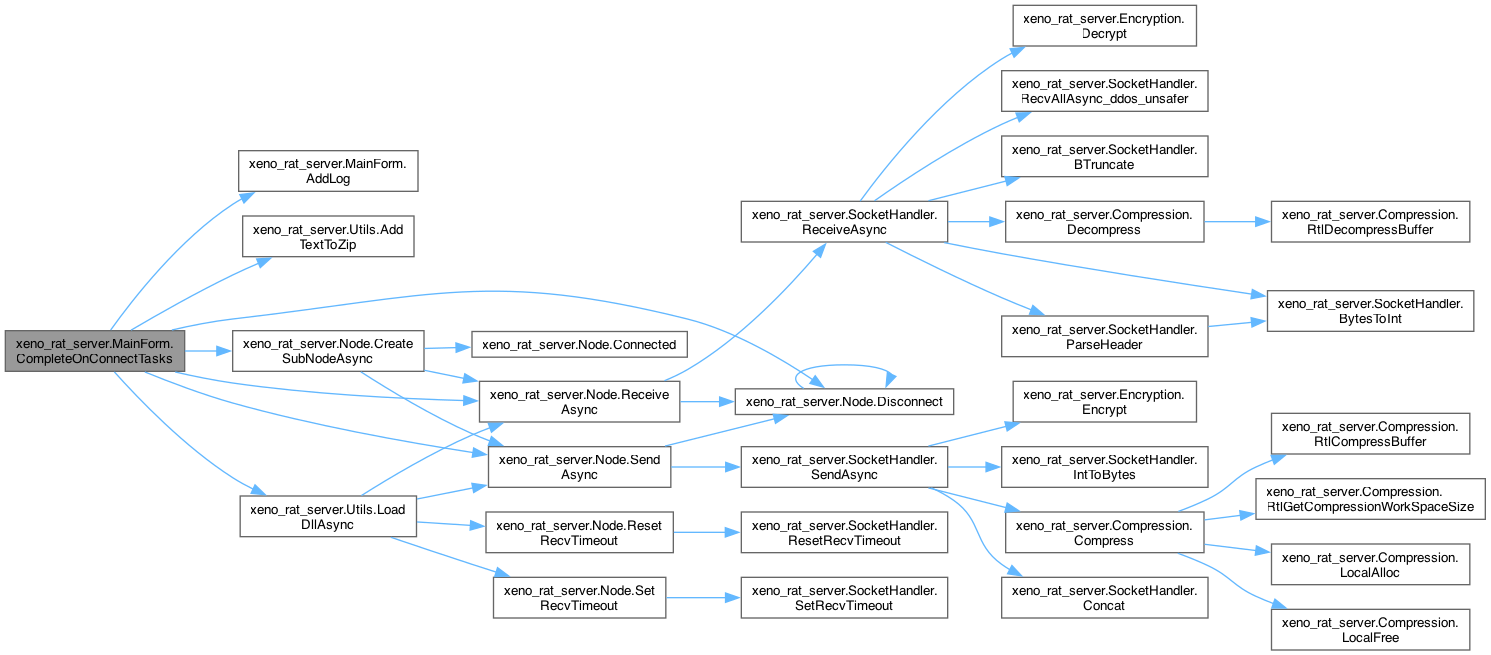 xeno_rat_server.MainForm.
CompleteOnConnectTasks
xeno_rat_server.MainForm.
AddLog
xeno_rat_server.Utils.Add
TextToZip
xeno_rat_server.Node.Create
SubNodeAsync
xeno_rat_server.Utils.Load
DllAsync
xeno_rat_server.Node.Connected
xeno_rat_server.Node.Receive
Async
xeno_rat_server.Node.Send
Async
xeno_rat_server.Node.Reset
RecvTimeout
xeno_rat_server.Node.Set
RecvTimeout
xeno_rat_server.SocketHandler.
ReceiveAsync
xeno_rat_server.Node.Disconnect
xeno_rat_server.SocketHandler.
SendAsync
xeno_rat_server.SocketHandler.
ResetRecvTimeout
xeno_rat_server.SocketHandler.
SetRecvTimeout
xeno_rat_server.Encryption.
Decrypt
xeno_rat_server.SocketHandler.
RecvAllAsync_ddos_unsafer
xeno_rat_server.SocketHandler.
BTruncate
xeno_rat_server.Compression.
Decompress
xeno_rat_server.SocketHandler.
ParseHeader
xeno_rat_server.Encryption.
Encrypt
xeno_rat_server.SocketHandler.
IntToBytes
xeno_rat_server.Compression.
Compress
xeno_rat_server.SocketHandler.
Concat
xeno_rat_server.Compression.
RtlDecompressBuffer
xeno_rat_server.SocketHandler.
BytesToInt
xeno_rat_server.Compression.
RtlCompressBuffer
xeno_rat_server.Compression.
RtlGetCompressionWorkSpaceSize
xeno_rat_server.Compression.
LocalAlloc
xeno_rat_server.Compression.
LocalFree